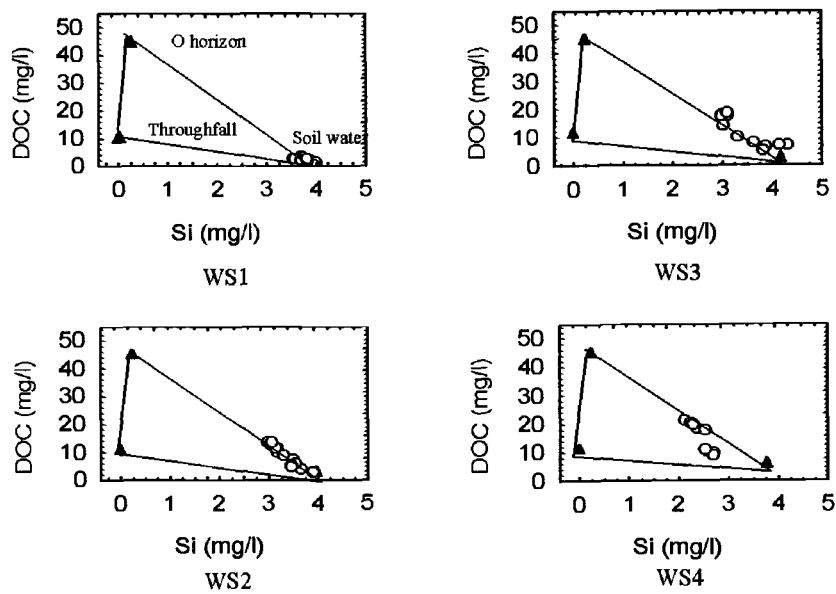 DOC (mg/l)
50
40
30
20
10
0
O horizon
Throughfall
Soil water
0 1 2 3 4 5
Si (mg/l)
WS1
DOC (mg/l)
50
40
30
20
10
0
0 1 2 3 4 5
Si (mg/l)
WS3
DOC (mg/l)
50
40
30
20
10
0
0 1 2 3 4 5
Si (mg/l)
WS2
DOC (mg/l)
50
40
30
20
10
0
0 1 2 3 4 5
Si (mg/l)
WS4